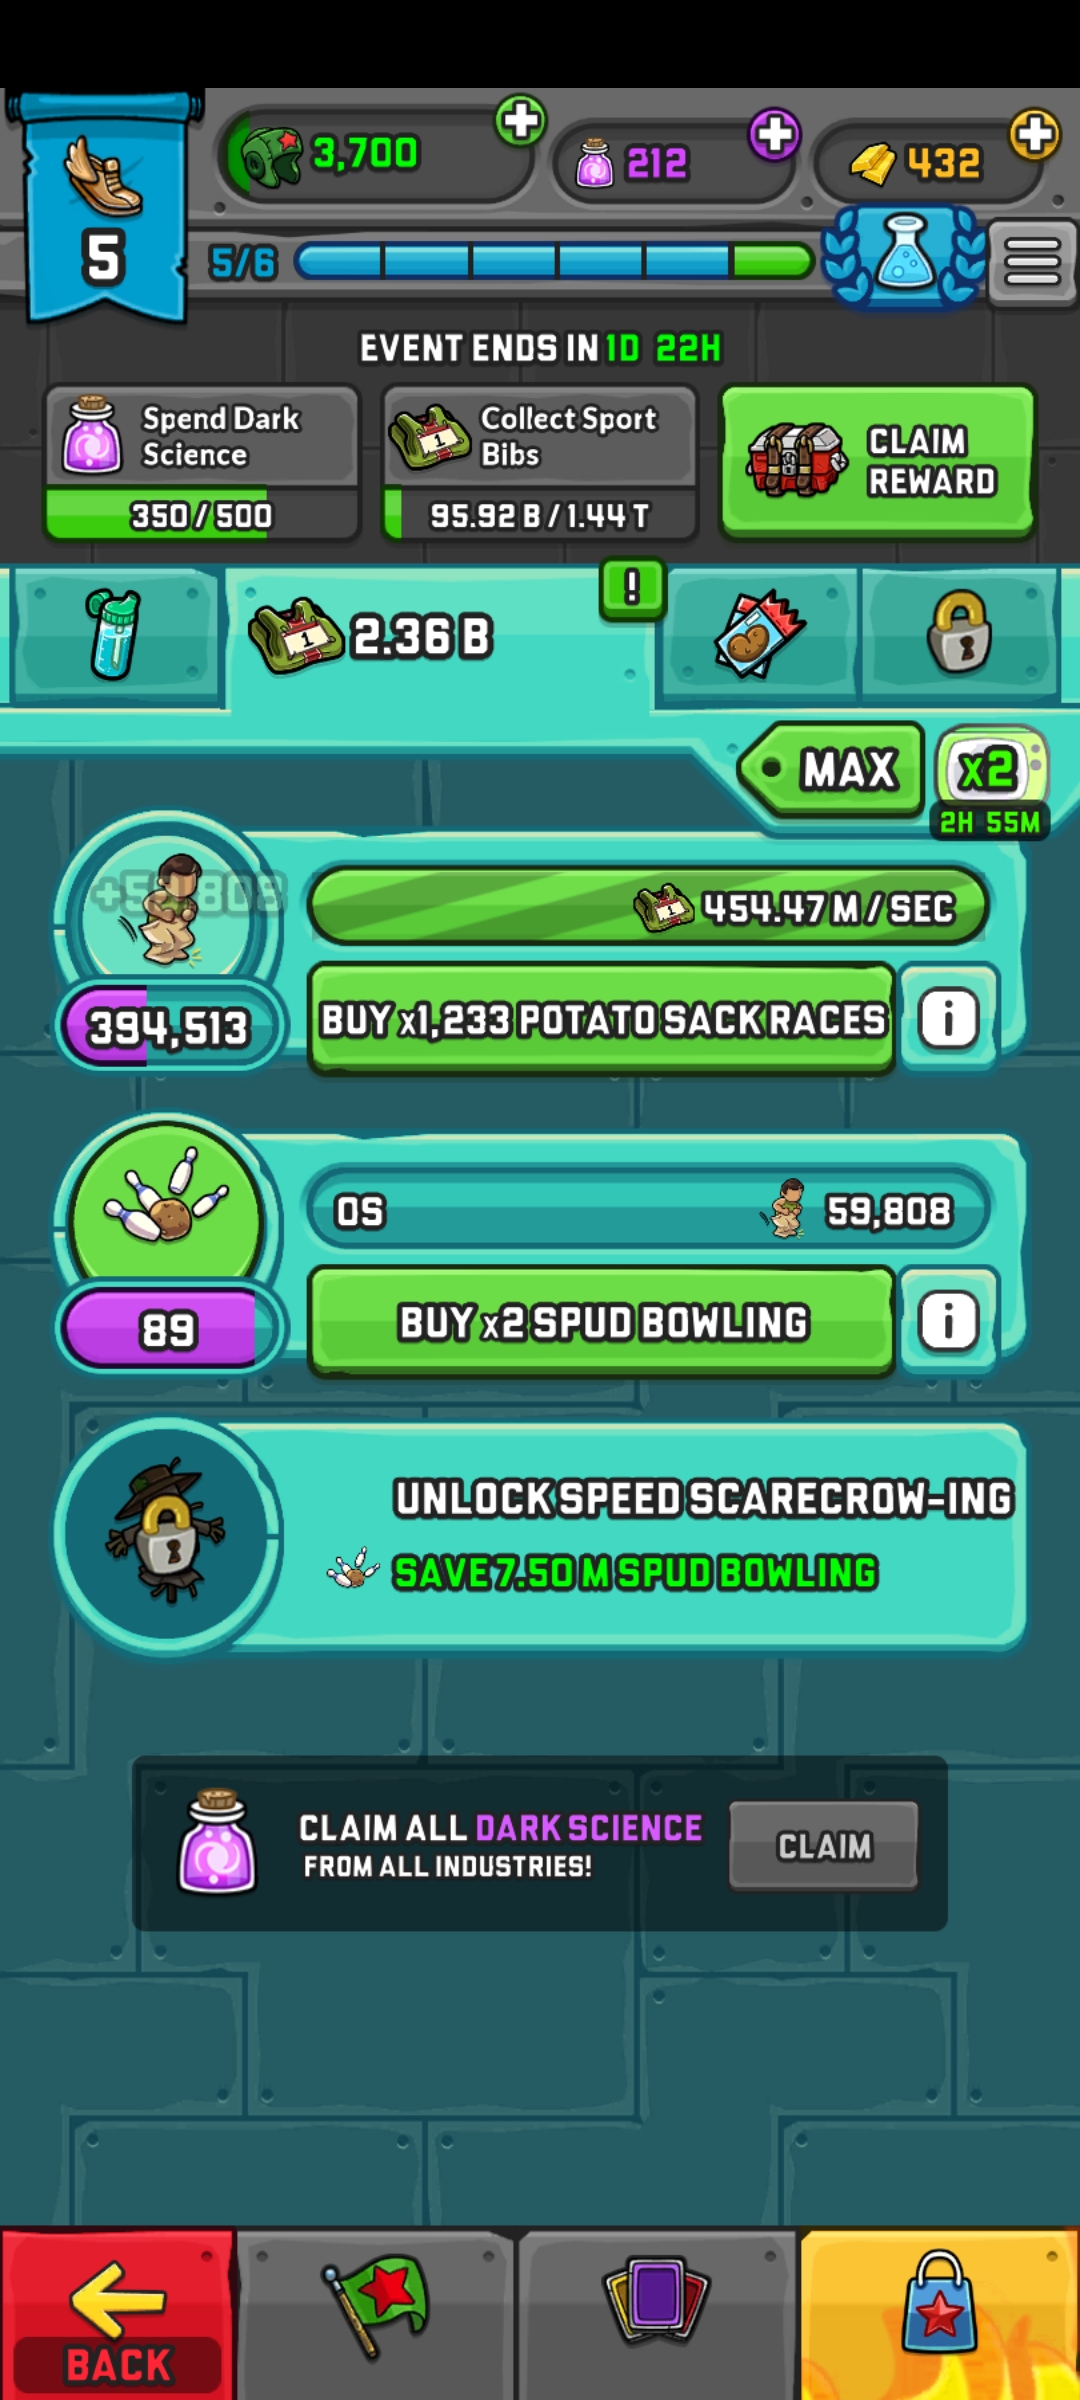 3,700
212
432
5
5/6
EVENT ENDS IN 1D 22H
Spend Dark
Science
350/500
Collect Sport
Bibs
95.92 B / 1.44 T
CLAIM
REWARD
1
2.36 B
!
MAX
x2
2H 55M
454.47 M / SEC
394,513
BUY x1,233 POTATO SACK RACES
i
0S
59,808
89
BUY x2 SPUD BOWLING
i
UNLOCK SPEED SCARECROW-ING
SAVE 7.50 M SPUD BOWLING
CLAIM ALL DARK SCIENCE
FROM ALL INDUSTRIES!
CLAIM
BACK